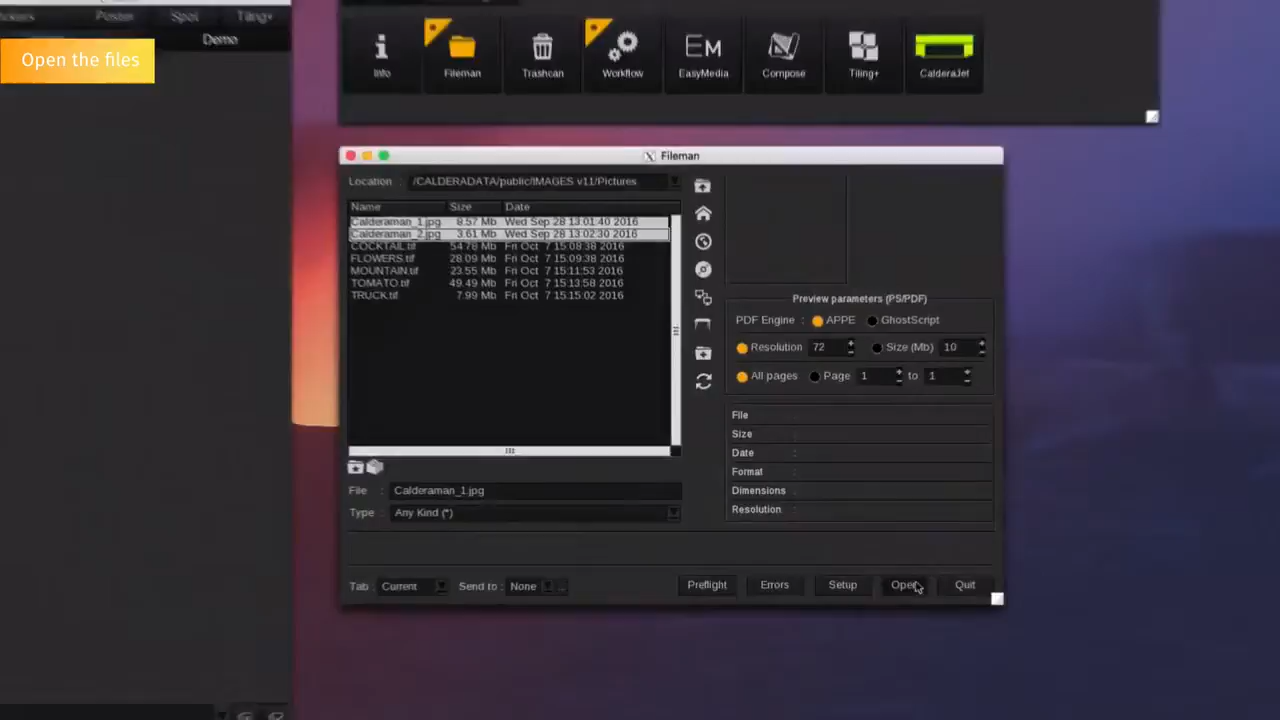 Poster Spot Tiling+
Demo
Open the files
Info Fileman Trashcan Workflow EasyMedia Compose Tiling+ CalderaJet
EM
X Fileman
Location : /CALDERADATA/public/IMAGES v11/Pictures
Name Size Date
Calderaman_1.jpg 8.57 Mb Wed Sep 28 13:01:40 2016
Calderaman_2.jpg 3.61 Mb Wed Sep 28 13:02:30 2016
COCKTAIL.tif 54.78 Mb Fri Oct 7 15:08:38 2016
FLOWERS.tif 28.09 Mb Fri Oct 7 15:09:38 2016
MOUNTAIN.tif 23.55 Mb Fri Oct 7 15:11:53 2016
TOMATO.tif 49.49 Mb Fri Oct 7 15:13:58 2016
TRUCK.tif 7.99 Mb Fri Oct 7 15:15:02 2016
Preview parameters (PS/PDF)
PDF Engine : APPE GhostScript
Resolution 72 Size (Mb) 10
All pages Page 1 to 1
File
Size :
Date :
Format :
Dimensions :
Resolution :
File : Calderaman_1.jpg
Type : Any Kind (*)
Tab : Current Send to : None ... Preflight Errors Setup Open Quit